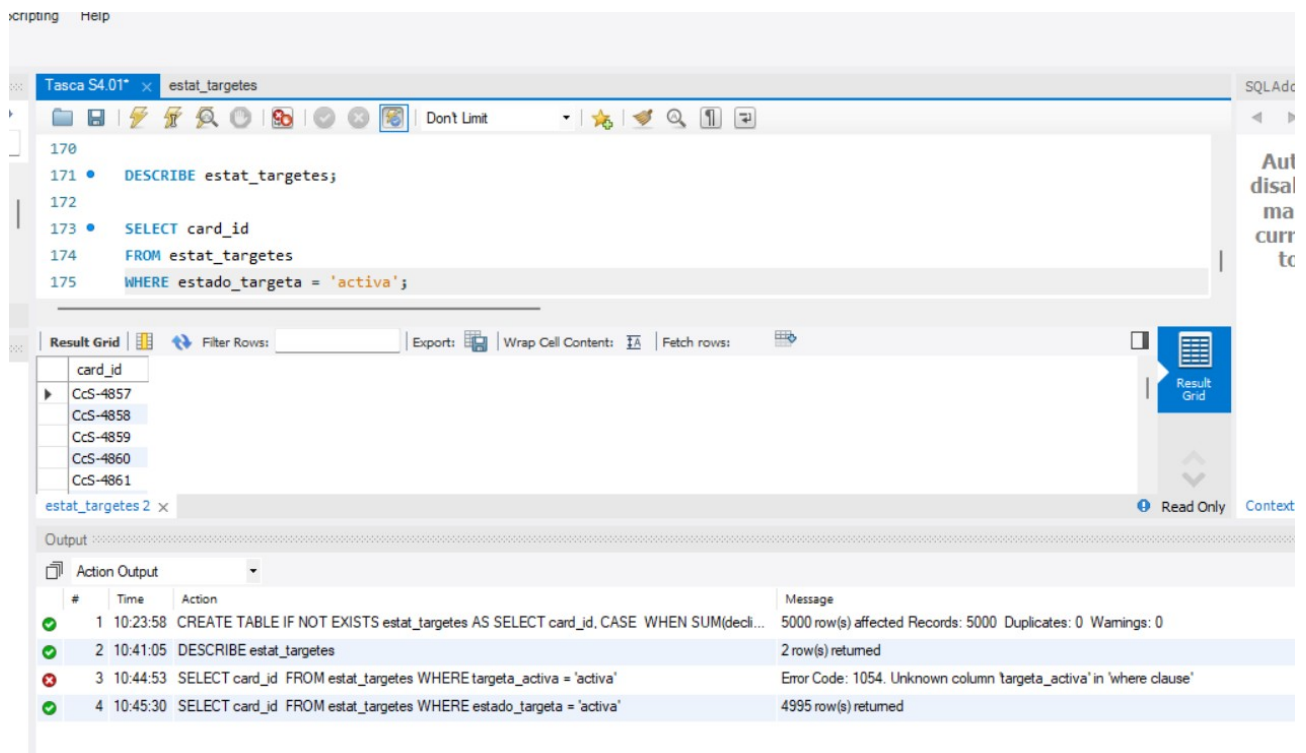 Scripting Help
Tasca S4.01* × estat_targetes
SQLAdd
Don't Limit
170
171 DESCRIBE estat_targetes;
172
173 SELECT card_id
174 FROM estat_targetes
175 WHERE estado_targeta = 'activa';
Aut
disal
ma
curr
to
Result Grid Filter Rows: Export: Wrap Cell Content: Fetch rows:
card_id
CcS-4857
CcS-4858
CcS-4859
CcS-4860
CcS-4861
Result
Grid
estat_targetes 2 ×
Read Only
Context
Output
Action Output
# Time Action Message
1 10:23:58 CREATE TABLE IF NOT EXISTS estat_targetes AS SELECT card_id, CASE WHEN SUM(decli... 5000 row(s) affected Records: 5000 Duplicates: 0 Warnings: 0
2 10:41:05 DESCRIBE estat_targetes 2 row(s) returned
3 10:44:53 SELECT card_id FROM estat_targetes WHERE targeta_activa = 'activa' Error Code: 1054. Unknown column 'targeta_activa' in 'where clause'
4 10:45:30 SELECT card_id FROM estat_targetes WHERE estado_targeta = 'activa' 4995 row(s) returned